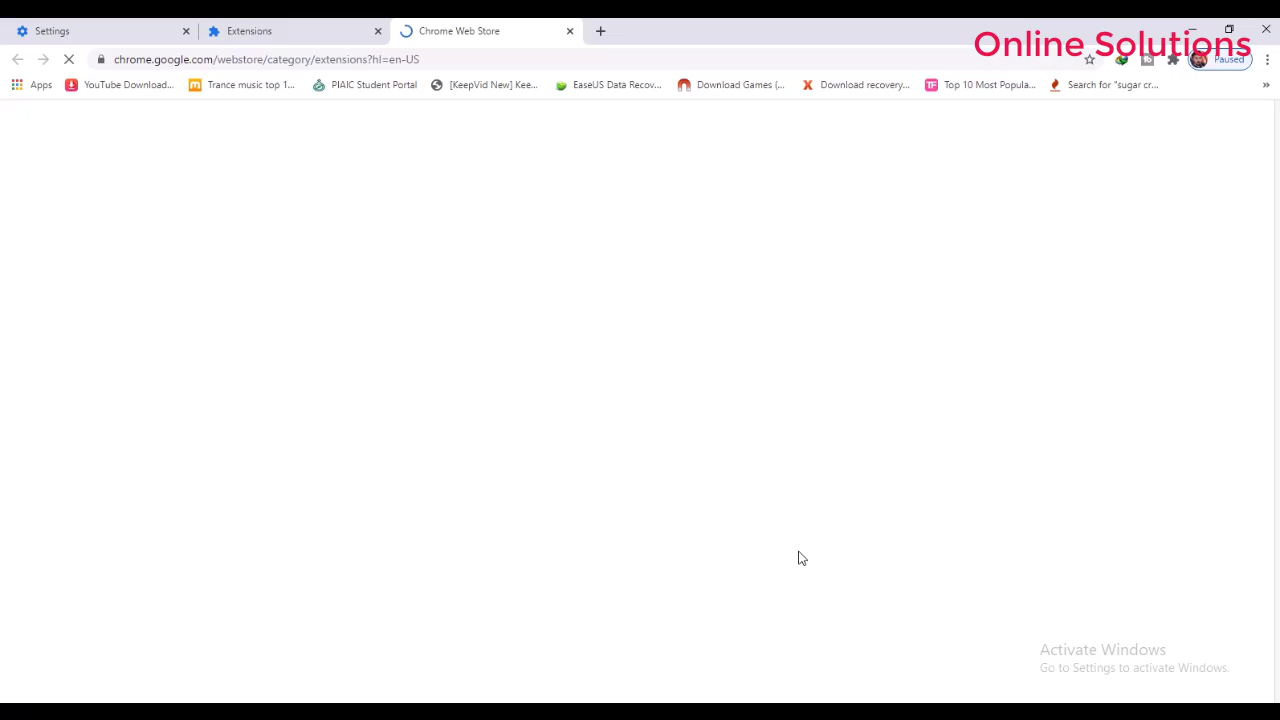 Settings
Extensions
Chrome Web Store
Online Solutions
chrome.google.com/webstore/category/extensions?hl=en-US
Paused
Apps
YouTube Download...
Trance music top 1...
PIAIC Student Portal
[KeepVid New] Kee...
EaseUS Data Recov...
Download Games (...
Download recovery...
TF
Top 10 Most Popula...
Search for "sugar cr...
Activate Windows
Go to Settings to activate Windows.